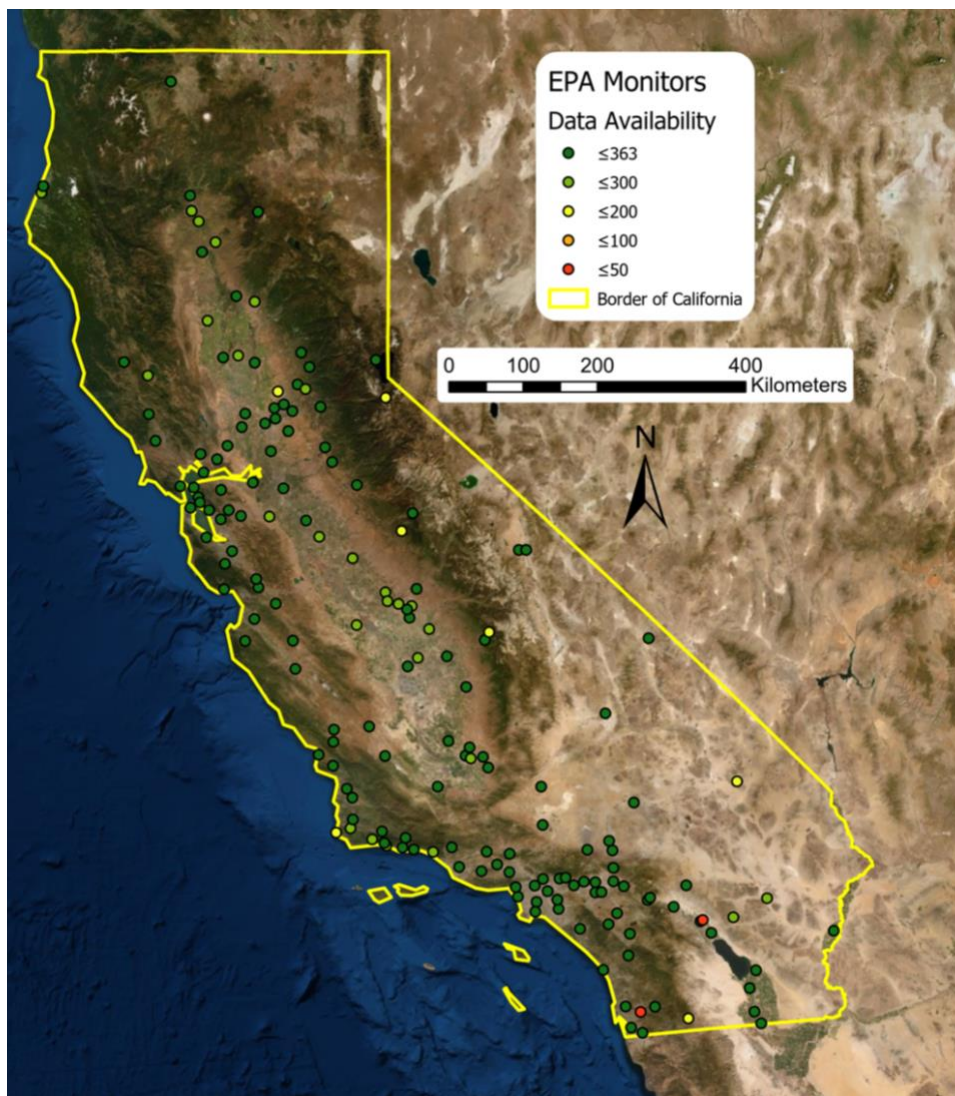 EPA Monitors
Data Availability
≤363
≤300
≤200
≤100
≤50
Border of California
0 100 200 400
Kilometers
N